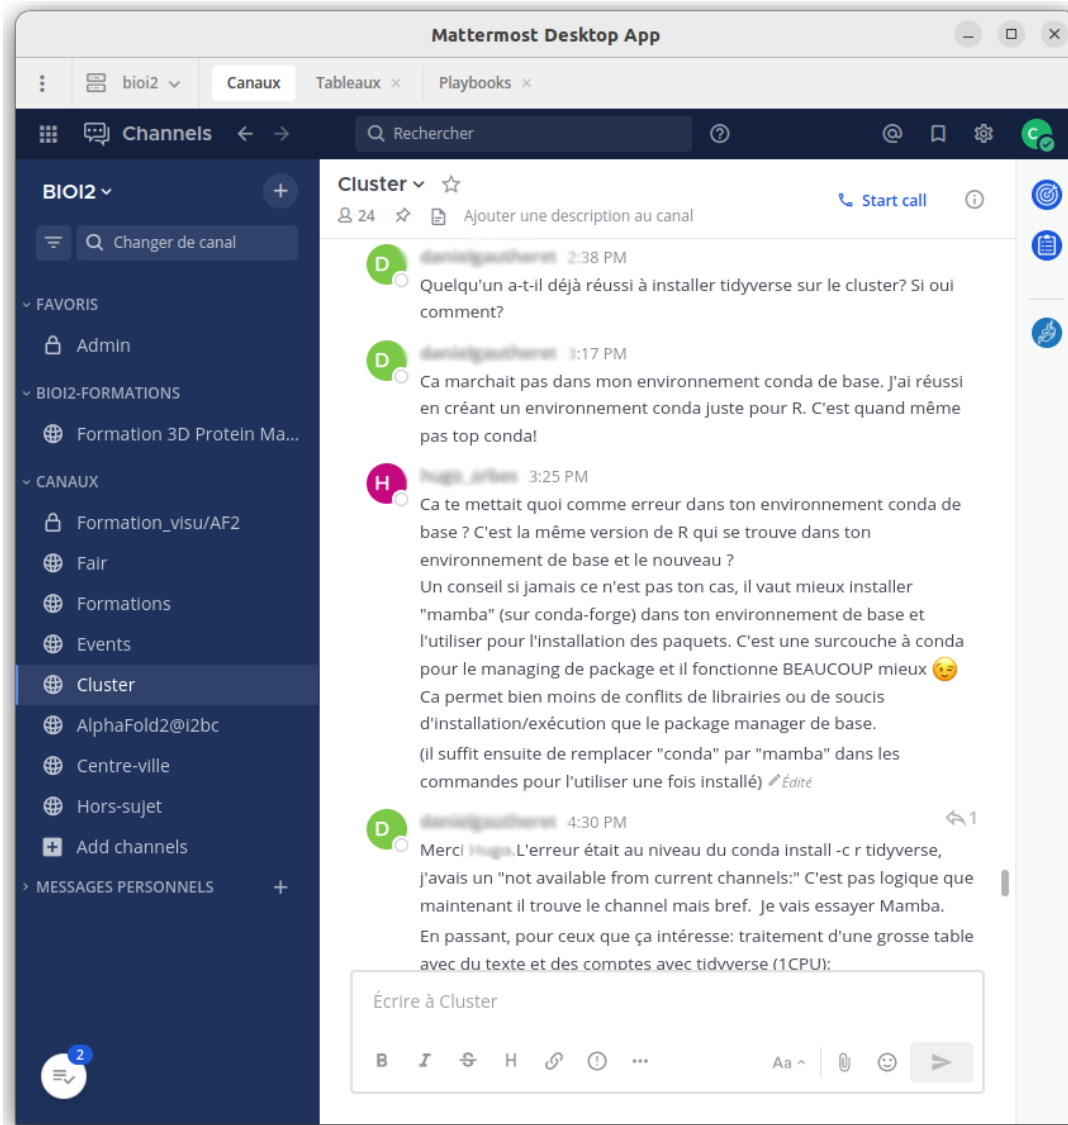 Mattermost Desktop App
bioi2
Canaux
Tableaux
Playbooks
Channels
Rechercher
C
BIOI2
Changer de canal
FAVORIS
Admin
BIOI2-FORMATIONS
Formation 3D Protein Ma...
CANAUX
Formation_visu/AF2
Fair
Formations
Events
Cluster
AlphaFold2@i2bc
Centre-ville
Hors-sujet
Add channels
MESSAGES PERSONNELS
2
Cluster
24
Ajouter une description au canal
Start call
D
2:38 PM
Quelqu'un a-t-il déjà réussi à installer tidyverse sur le cluster? Si oui
comment?
D
3:17 PM
Ca marchait pas dans mon environnement conda de base. J'ai réussi
en créant un environnement conda juste pour R. C'est quand même
pas top conda!
H
3:25 PM
Ca te mettait quoi comme erreur dans ton environnement conda de
base ? C'est la même version de R qui se trouve dans ton
environnement de base et le nouveau ?
Un conseil si jamais ce n'est pas ton cas, il vaut mieux installer
"mamba" (sur conda-forge) dans ton environnement de base et
l'utiliser pour l'installation des paquets. C'est une surcouche à conda
pour le managing de package et il fonctionne BEAUCOUP mieux 😉
Ca permet bien moins de conflits de librairies ou de soucis
d'installation/exécution que le package manager de base.
(il suffit ensuite de remplacer "conda" par "mamba" dans les
commandes pour l'utiliser une fois installé) Édité
D
4:30 PM
1
Merci .L'erreur était au niveau du conda install -c r tidyverse,
j'avais un "not available from current channels:" C'est pas logique que
maintenant il trouve le channel mais bref. Je vais essayer Mamba.
En passant, pour ceux que ça intéresse: traitement d'une grosse table
avec du texte et des comptes avec tidyverse (1CPU):
Écrire à Cluster
B I S H
Aa